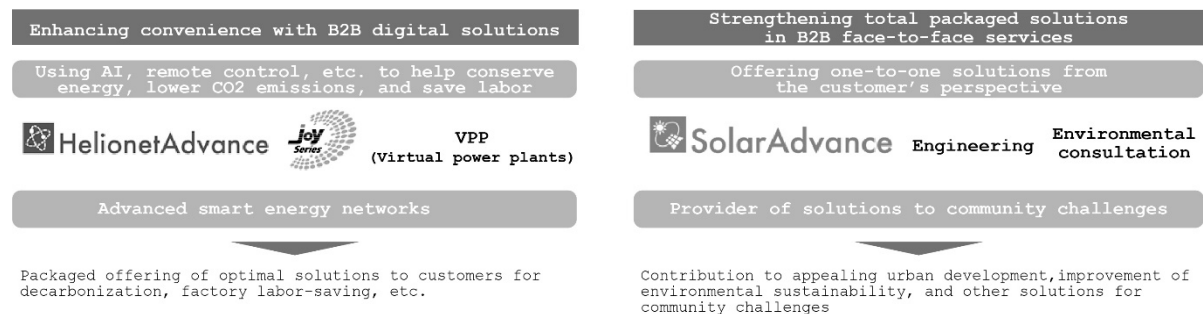 Enhancing convenience with B2B digital solutions
Using AI, remote control, etc. to help conserve
energy, lower CO2 emissions, and save labor
HelionetAdvance
joy
Series
VPP
(Virtual power plants)
Advanced smart energy networks
Packaged offering of optimal solutions to customers for
decarbonization, factory labor-saving, etc.
Strengthening total packaged solutions
in B2B face-to-face services
Offering one-to-one solutions from
the customer's perspective
SolarAdvance
Engineering
Environmental
consultation
Provider of solutions to community challenges
Contribution to appealing urban development,improvement of
environmental sustainability, and other solutions for
community challenges